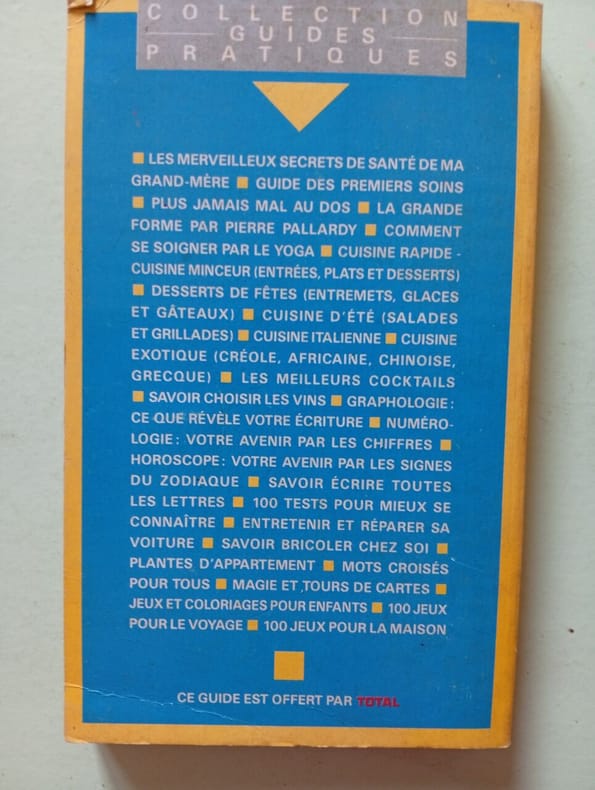 COLLECTION
GUIDES
PRATIQUES
■ LES MERVEILLEUX SECRETS DE SANTÉ DE MA
GRAND-MÈRE ■ GUIDE DES PREMIERS SOINS
■ PLUS JAMAIS MAL AU DOS ■ LA GRANDE
FORME PAR PIERRE PALLARDY ■ COMMENT
SE SOIGNER PAR LE YOGA ■ CUISINE RAPIDE -
CUISINE MINCEUR (ENTRÉES, PLATS ET DESSERTS)
■ DESSERTS DE FÊTES (ENTREMETS, GLACES
ET GÂTEAUX) ■ CUISINE D'ÉTÉ (SALADES
ET GRILLADES) ■ CUISINE ITALIENNE ■ CUISINE
EXOTIQUE (CRÉOLE, AFRICAINE, CHINOISE,
GRECQUE) ■ LES MEILLEURS COCKTAILS
■ SAVOIR CHOISIR LES VINS ■ GRAPHOLOGIE :
CE QUE RÉVÈLE VOTRE ÉCRITURE ■ NUMÉRO-
LOGIE : VOTRE AVENIR PAR LES CHIFFRES ■
HOROSCOPE : VOTRE AVENIR PAR LES SIGNES
DU ZODIAQUE ■ SAVOIR ÉCRIRE TOUTES
LES LETTRES ■ 100 TESTS POUR MIEUX SE
CONNAÎTRE ■ ENTRETENIR ET RÉPARER SA
VOITURE ■ SAVOIR BRICOLER CHEZ SOI ■
PLANTES D'APPARTEMENT ■ MOTS CROISÉS
POUR TOUS ■ MAGIE ET TOURS DE CARTES ■
JEUX ET COLORIAGES POUR ENFANTS ■ 100 JEUX
POUR LE VOYAGE ■ 100 JEUX POUR LA MAISON
CE GUIDE EST OFFERT PAR TOTAL